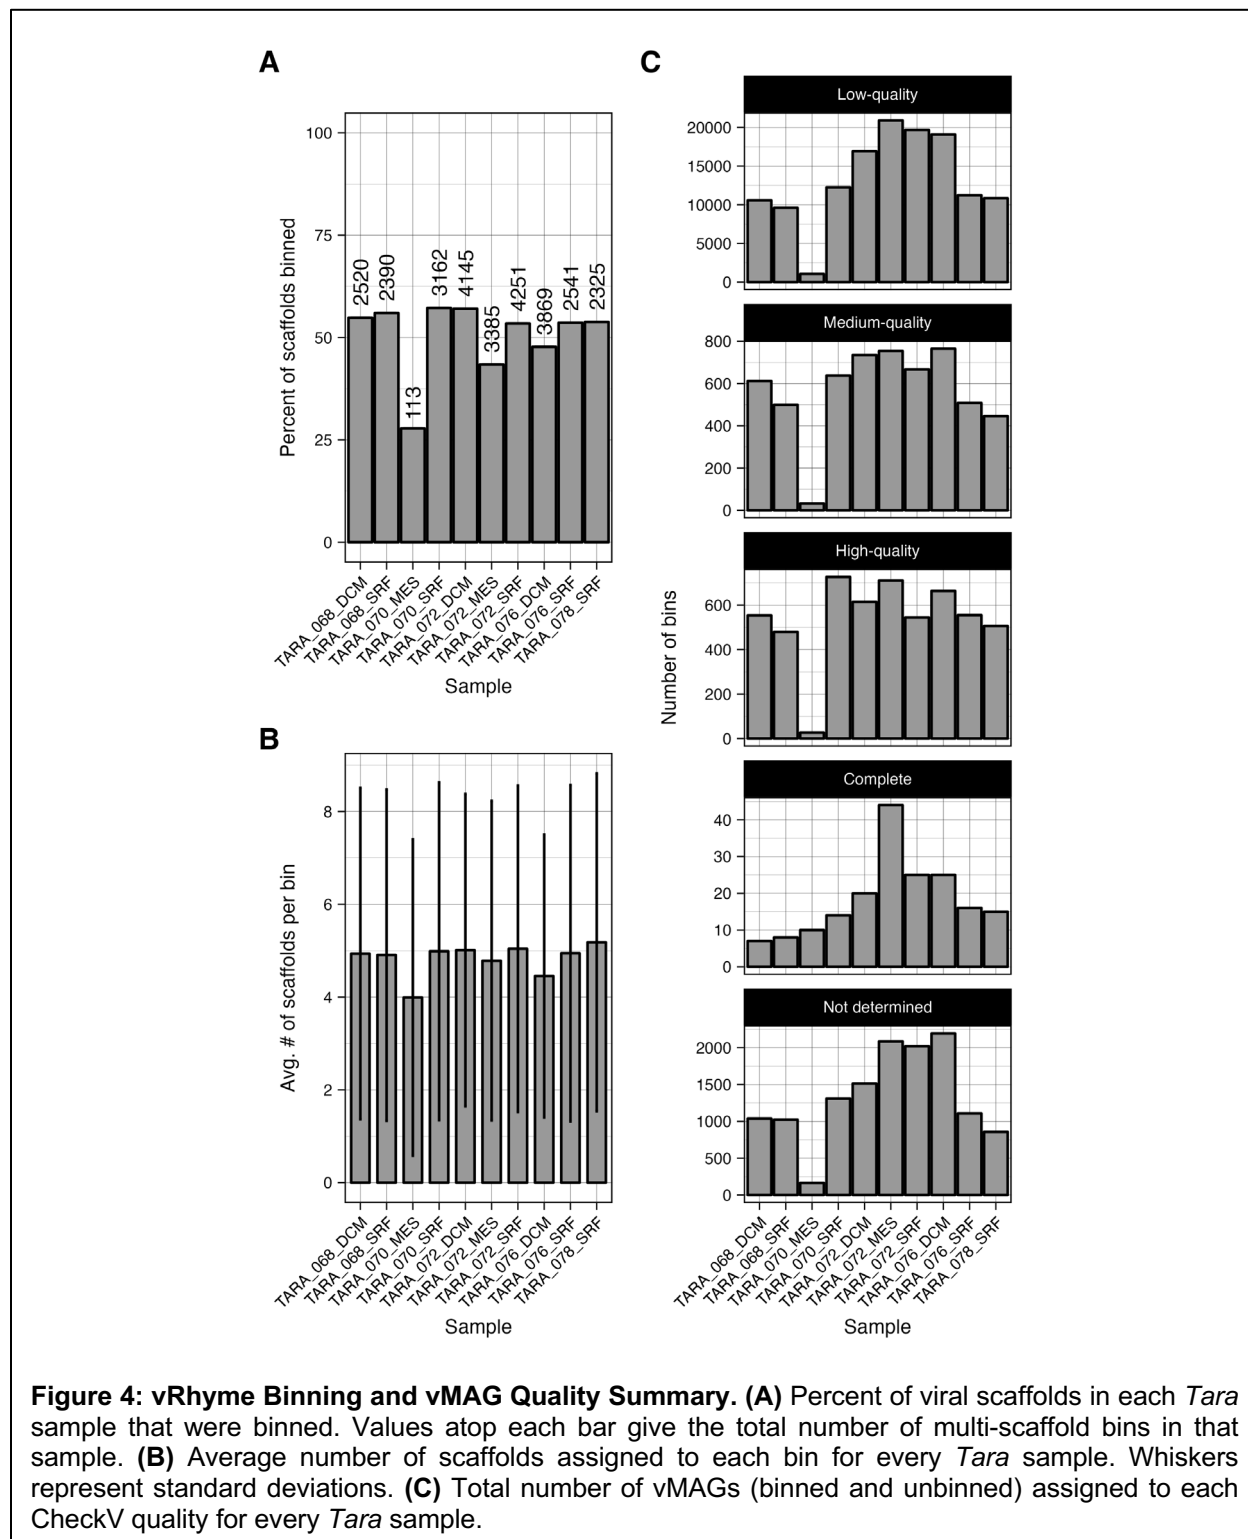 A
100
75
50
25
0
Percent of scaffolds binned
2520
2390
113
3162
4145
3385
4251
3869
2541
2325
TARA_068_DCM
TARA_068_SRF
TARA_070_MES
TARA_070_SRF
TARA_072_DCM
TARA_072_MES
TARA_072_SRF
TARA_076_DCM
TARA_076_SRF
TARA_078_SRF
Sample
B
8
6
4
2
0
Avg. # of scaffolds per bin
TARA_068_DCM
TARA_068_SRF
TARA_070_MES
TARA_070_SRF
TARA_072_DCM
TARA_072_MES
TARA_072_SRF
TARA_076_DCM
TARA_076_SRF
TARA_078_SRF
Sample
C
Number of bins
Low-quality
20000
15000
10000
5000
0
Medium-quality
800
600
400
200
0
High-quality
600
400
200
0
Complete
40
30
20
10
0
Not determined
2000
1500
1000
500
0
TARA_068_DCM
TARA_068_SRF
TARA_070_MES
TARA_070_SRF
TARA_072_DCM
TARA_072_MES
TARA_072_SRF
TARA_076_DCM
TARA_076_SRF
TARA_078_SRF
Sample
Figure 4: vRhyme Binning and vMAG Quality Summary. (A) Percent of viral scaffolds in each Tara
sample that were binned. Values atop each bar give the total number of multi-scaffold bins in that
sample. (B) Average number of scaffolds assigned to each bin for every Tara sample. Whiskers
represent standard deviations. (C) Total number of vMAGs (binned and unbinned) assigned to each
CheckV quality for every Tara sample.